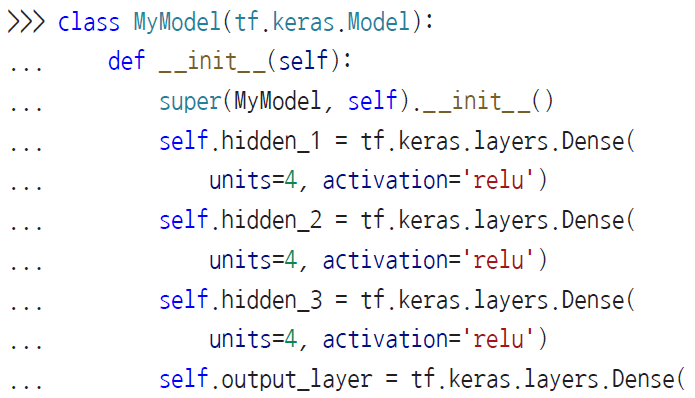 >>> class MyModel(tf.keras.Model):
...     def __init__(self):
...         super(MyModel, self).__init__()
...         self.hidden_1 = tf.keras.layers.Dense(
...             units=4, activation='relu')
...         self.hidden_2 = tf.keras.layers.Dense(
...             units=4, activation='relu')
...         self.hidden_3 = tf.keras.layers.Dense(
...             units=4, activation='relu')
...         self.output_layer = tf.keras.layers.Dense(